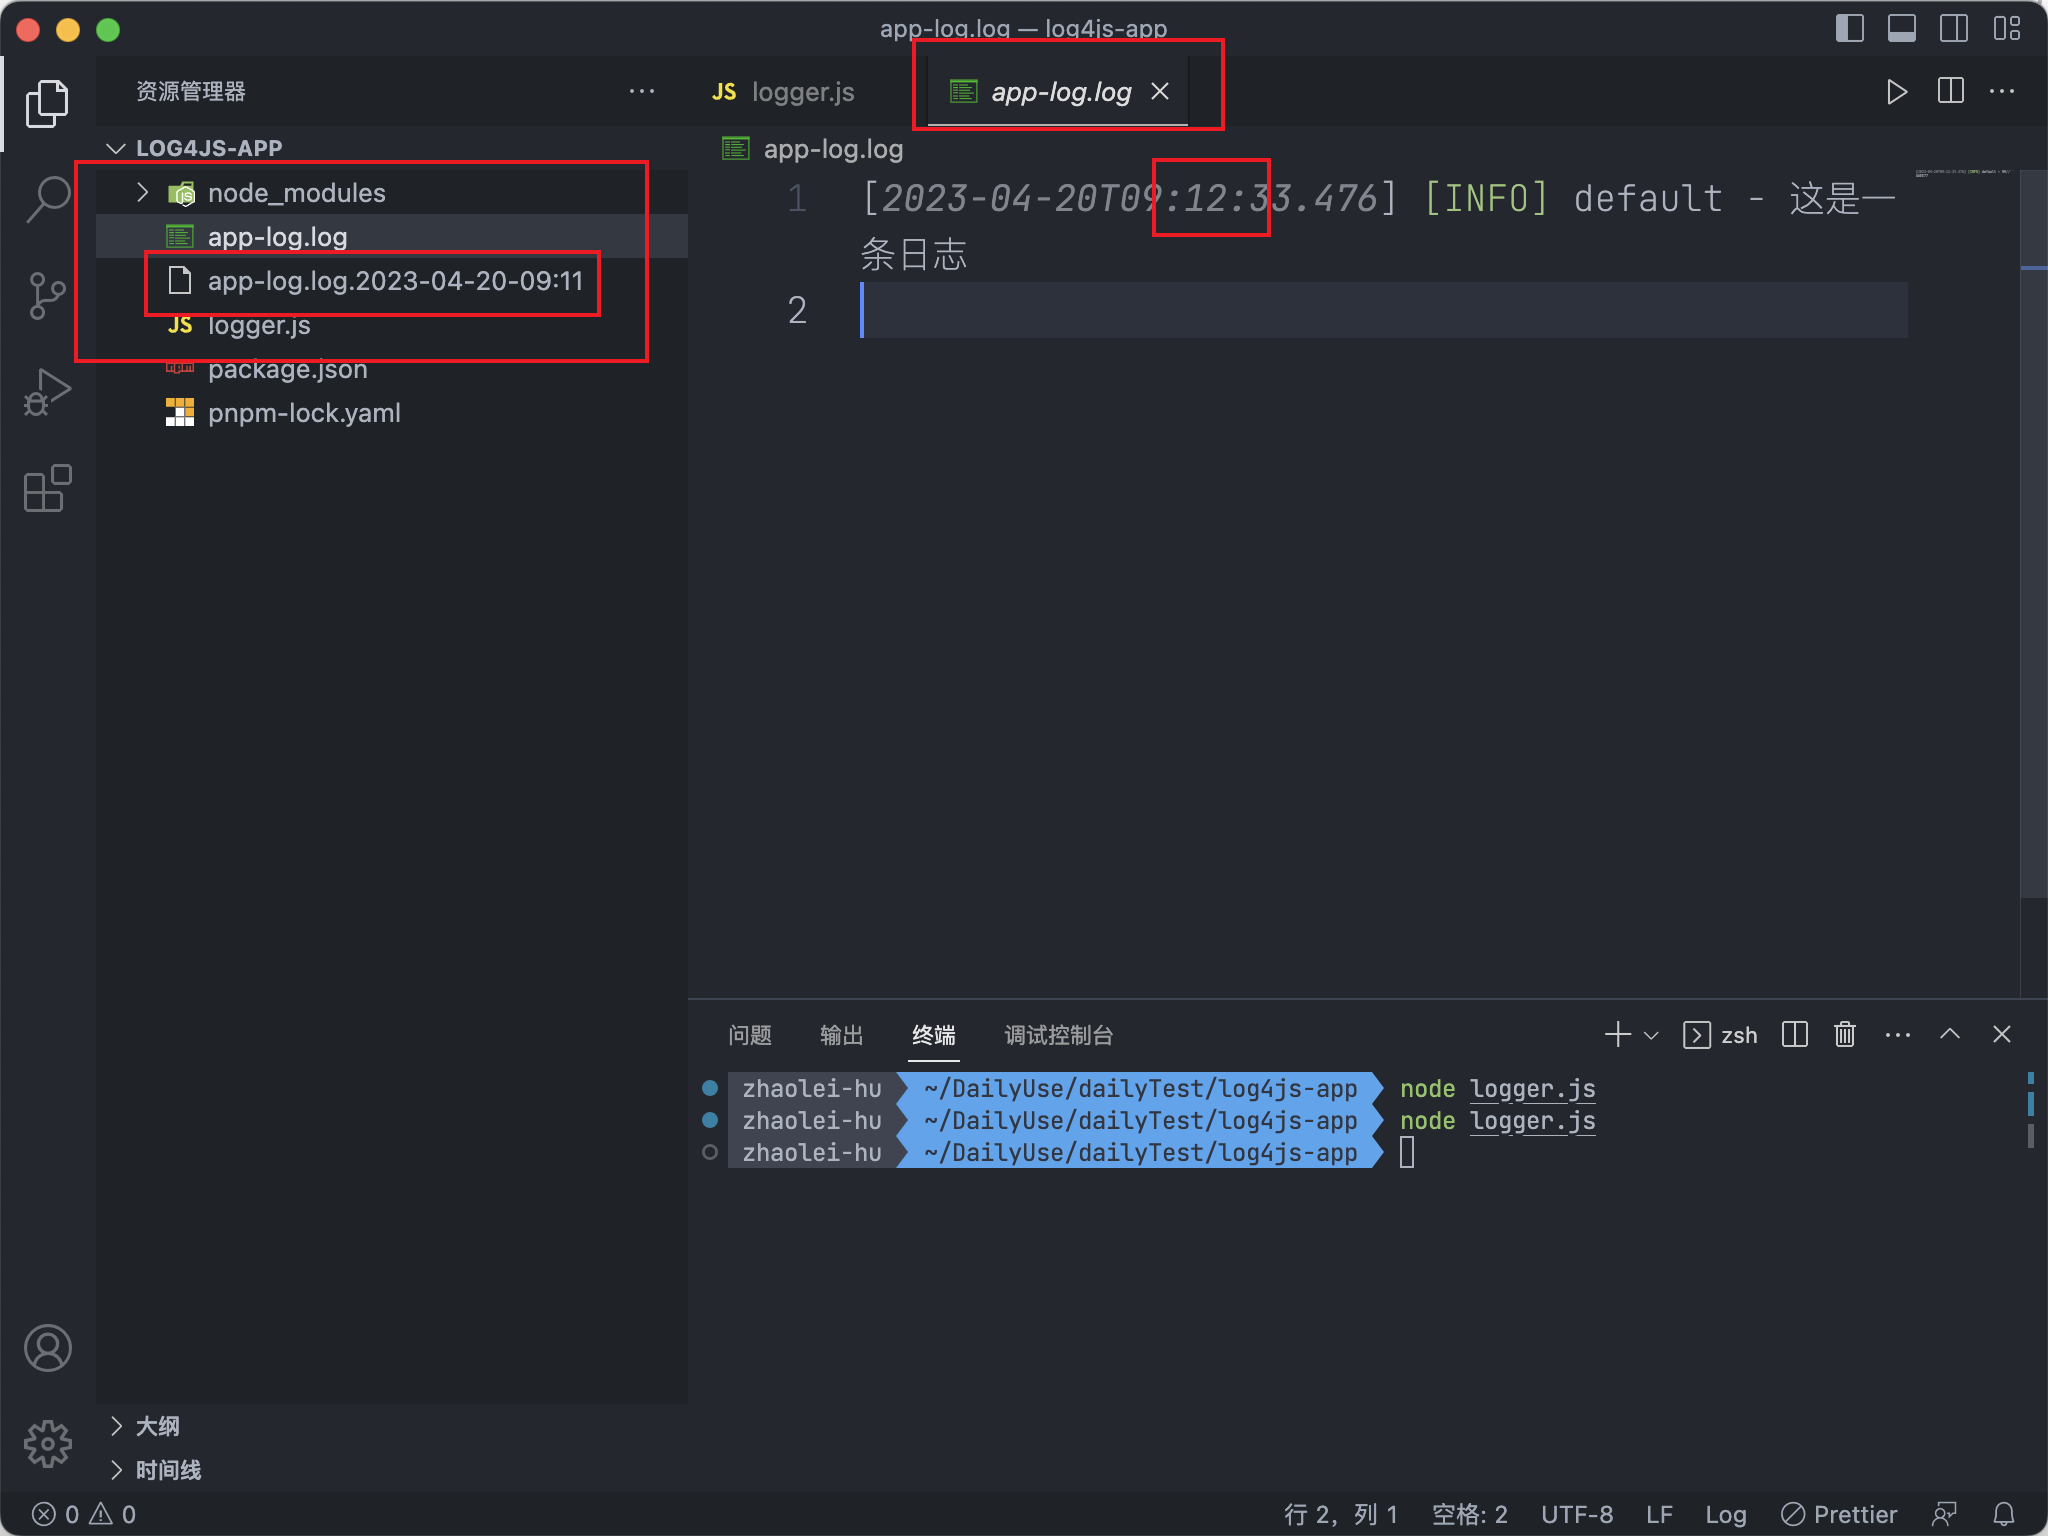 app-log.log — log4js-app
资源管理器
JS logger.js
app-log.log
LOG4JS-APP
app-log.log
node_modules
app-log.log
app-log.log.2023-04-20-09:11
JS logger.js
package.json
pnpm-lock.yaml
1 [2023-04-20T09:12:33.476] [INFO] default - 这是一
条日志
2
问题 输出 终端 调试控制台
zsh
zhaolei-hu ~/DailyUse/dailyTest/log4js-app node logger.js
zhaolei-hu ~/DailyUse/dailyTest/log4js-app node logger.js
zhaolei-hu ~/DailyUse/dailyTest/log4js-app
大纲
时间线
0 0
行 2，列 1 空格: 2 UTF-8 LF Log Prettier